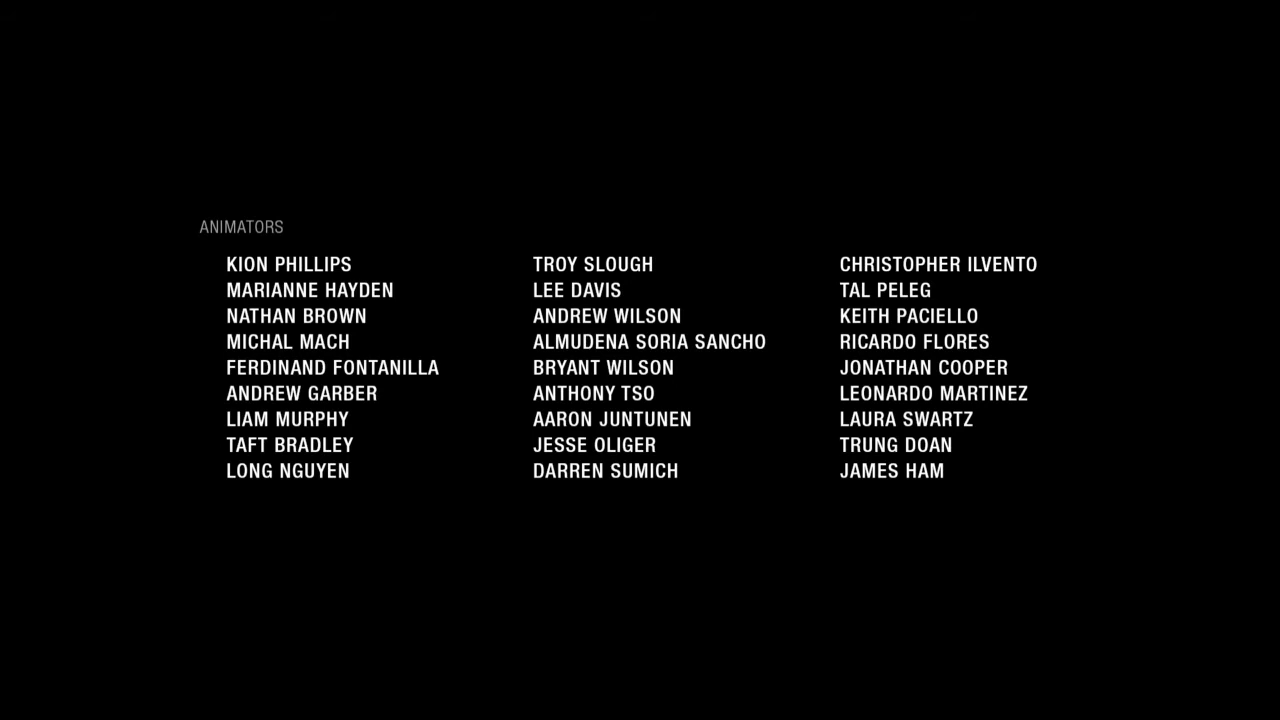 ANIMATORS
KION PHILLIPS
MARIANNE HAYDEN
NATHAN BROWN
MICHAL MACH
FERDINAND FONTANILLA
ANDREW GARBER
LIAM MURPHY
TAFT BRADLEY
LONG NGUYEN
TROY SLOUGH
LEE DAVIS
ANDREW WILSON
ALMUDENA SORIA SANCHO
BRYANT WILSON
ANTHONY TSO
AARON JUNTUNEN
JESSE OLIGER
DARREN SUMICH
CHRISTOPHER ILVENTO
TAL PELEG
KEITH PACIELLO
RICARDO FLORES
JONATHAN COOPER
LEONARDO MARTINEZ
LAURA SWARTZ
TRUNG DOAN
JAMES HAM